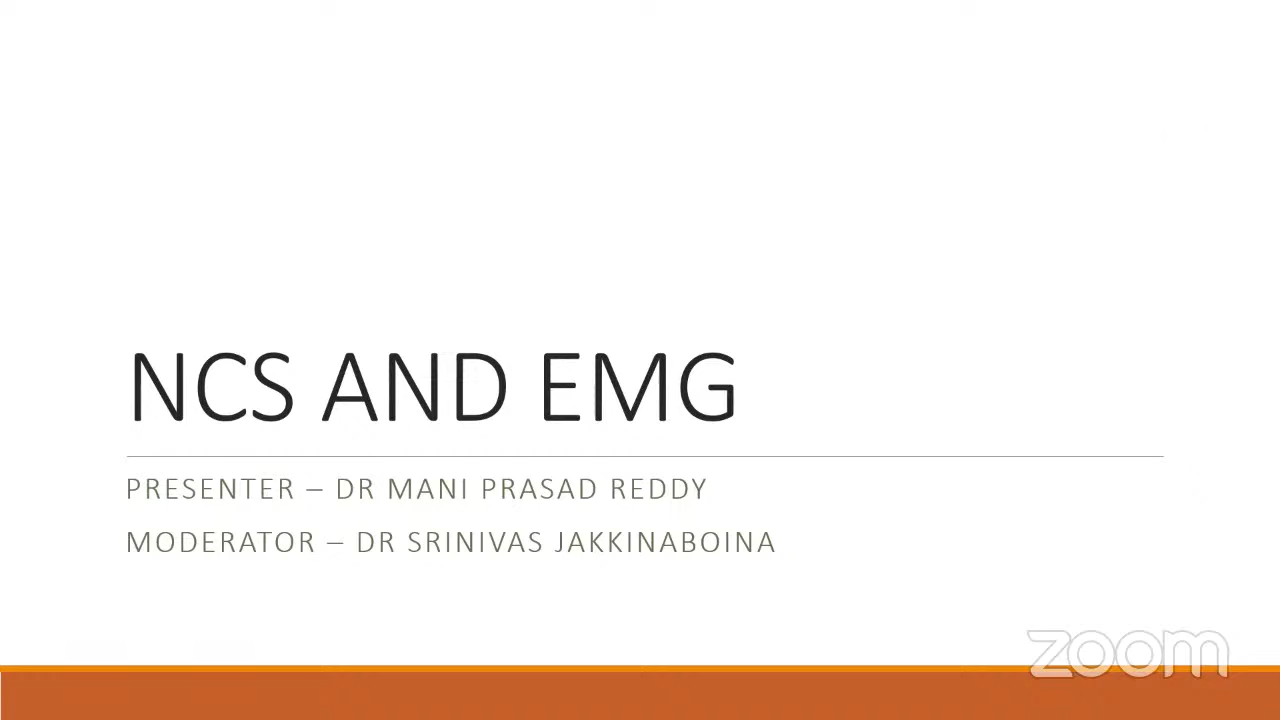 NCS AND EMG
PRESENTER – DR MANI PRASAD REDDY
MODERATOR – DR SRINIVAS JAKKINABOINA
zoom